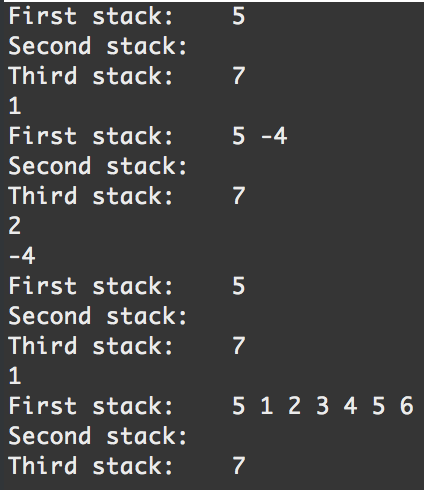 First stack:    5
Second stack:
Third stack:    7
1
First stack:    5 -4
Second stack:
Third stack:    7
2
-4
First stack:    5
Second stack:
Third stack:    7
1
First stack:    5 1 2 3 4 5 6
Second stack:
Third stack:    7